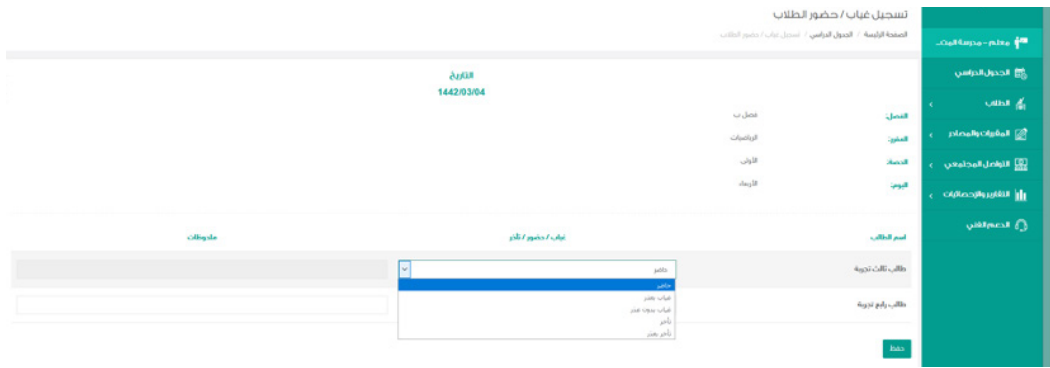 تسجيل غياب / حضور الطلاب
الصفحة الرئيسة / الجدول الدراسي / تسجيل غياب / حضور الطلاب
معلم - مدرسة المت...
الجدول الدراسي
الطلاب
المقررات والمصادر
التواصل المجتمعي
التقارير والإحصائيات
الدعم الفني
التاريخ
1442/03/04
الفصل: فصل ب
المقرر: الرياضيات
الحصة: الأولى
اليوم: الأربعاء
اسم الطالب غياب / حضور / تأخر ملاحظات
طالب ثالث تجربة حاضر
حاضر
غياب بعذر
غياب بدون عذر
تأخر
تأخر بعذر
طالب رابع تجربة
حفظ